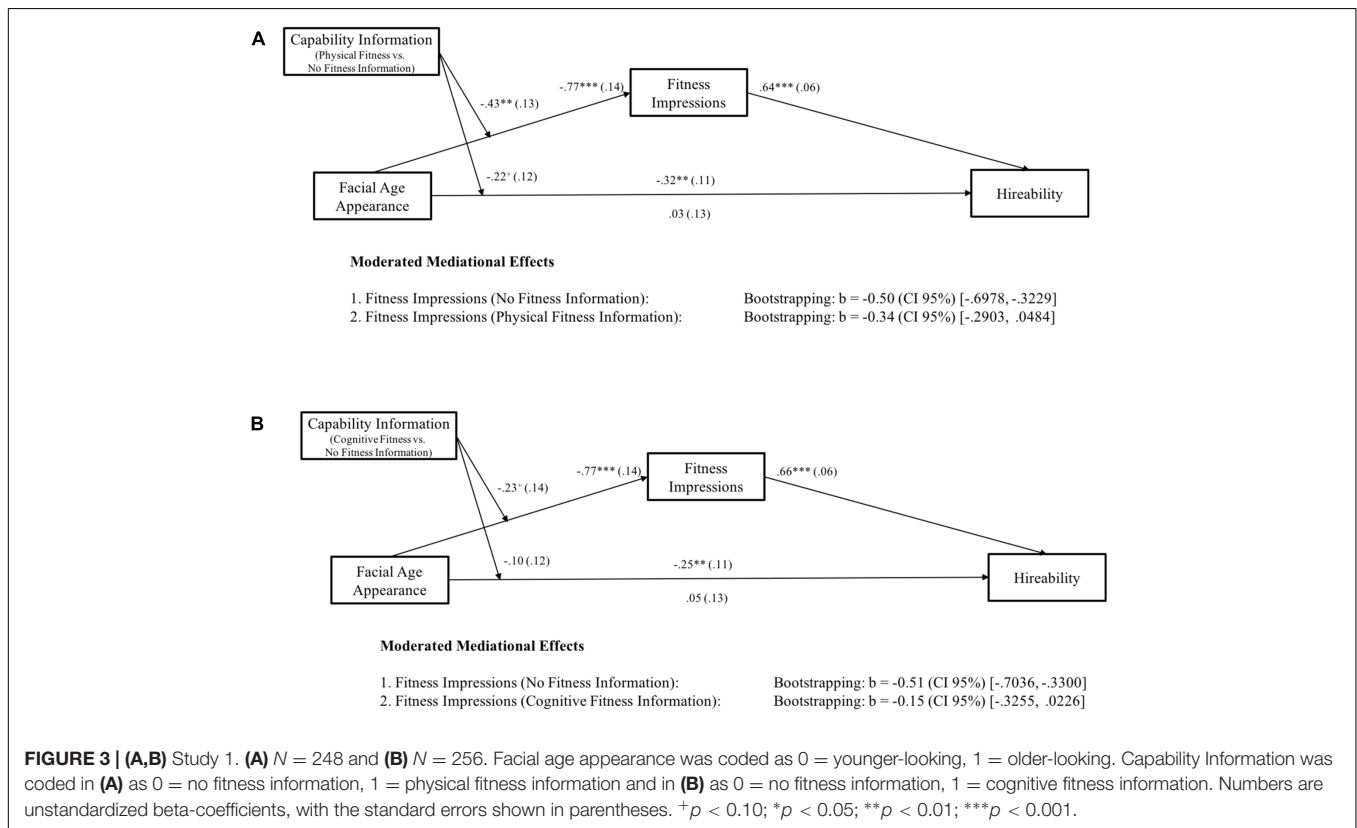 A
Capability Information
(Physical Fitness vs.
No Fitness Information)
Fitness
Impressions
-.77*** (.14)
.64*** (.06)
-.43** (.13)
-.22⁺ (.12)
-.32** (.11)
Facial Age
Appearance
Hireability
.03 (.13)
Moderated Mediational Effects
1. Fitness Impressions (No Fitness Information): Bootstrapping: b = -0.50 (CI 95%) [-.6978, -.3229]
2. Fitness Impressions (Physical Fitness Information): Bootstrapping: b = -0.34 (CI 95%) [-.2903, .0484]
B
Capability Information
(Cognitive Fitness vs.
No Fitness Information)
Fitness
Impressions
-.77*** (.14)
.66*** (.06)
-.23⁺ (.14)
-.10 (.12)
-.25** (.11)
Facial Age
Appearance
Hireability
.05 (.13)
Moderated Mediational Effects
1. Fitness Impressions (No Fitness Information): Bootstrapping: b = -0.51 (CI 95%) [-.7036, -.3300]
2. Fitness Impressions (Cognitive Fitness Information): Bootstrapping: b = -0.15 (CI 95%) [-.3255, .0226]
FIGURE 3 | (A,B) Study 1. (A) N = 248 and (B) N = 256. Facial age appearance was coded as 0 = younger-looking, 1 = older-looking. Capability Information was
coded in (A) as 0 = no fitness information, 1 = physical fitness information and in (B) as 0 = no fitness information, 1 = cognitive fitness information. Numbers are
unstandardized beta-coefficients, with the standard errors shown in parentheses. ⁺p < 0.10; *p < 0.05; **p < 0.01; ***p < 0.001.